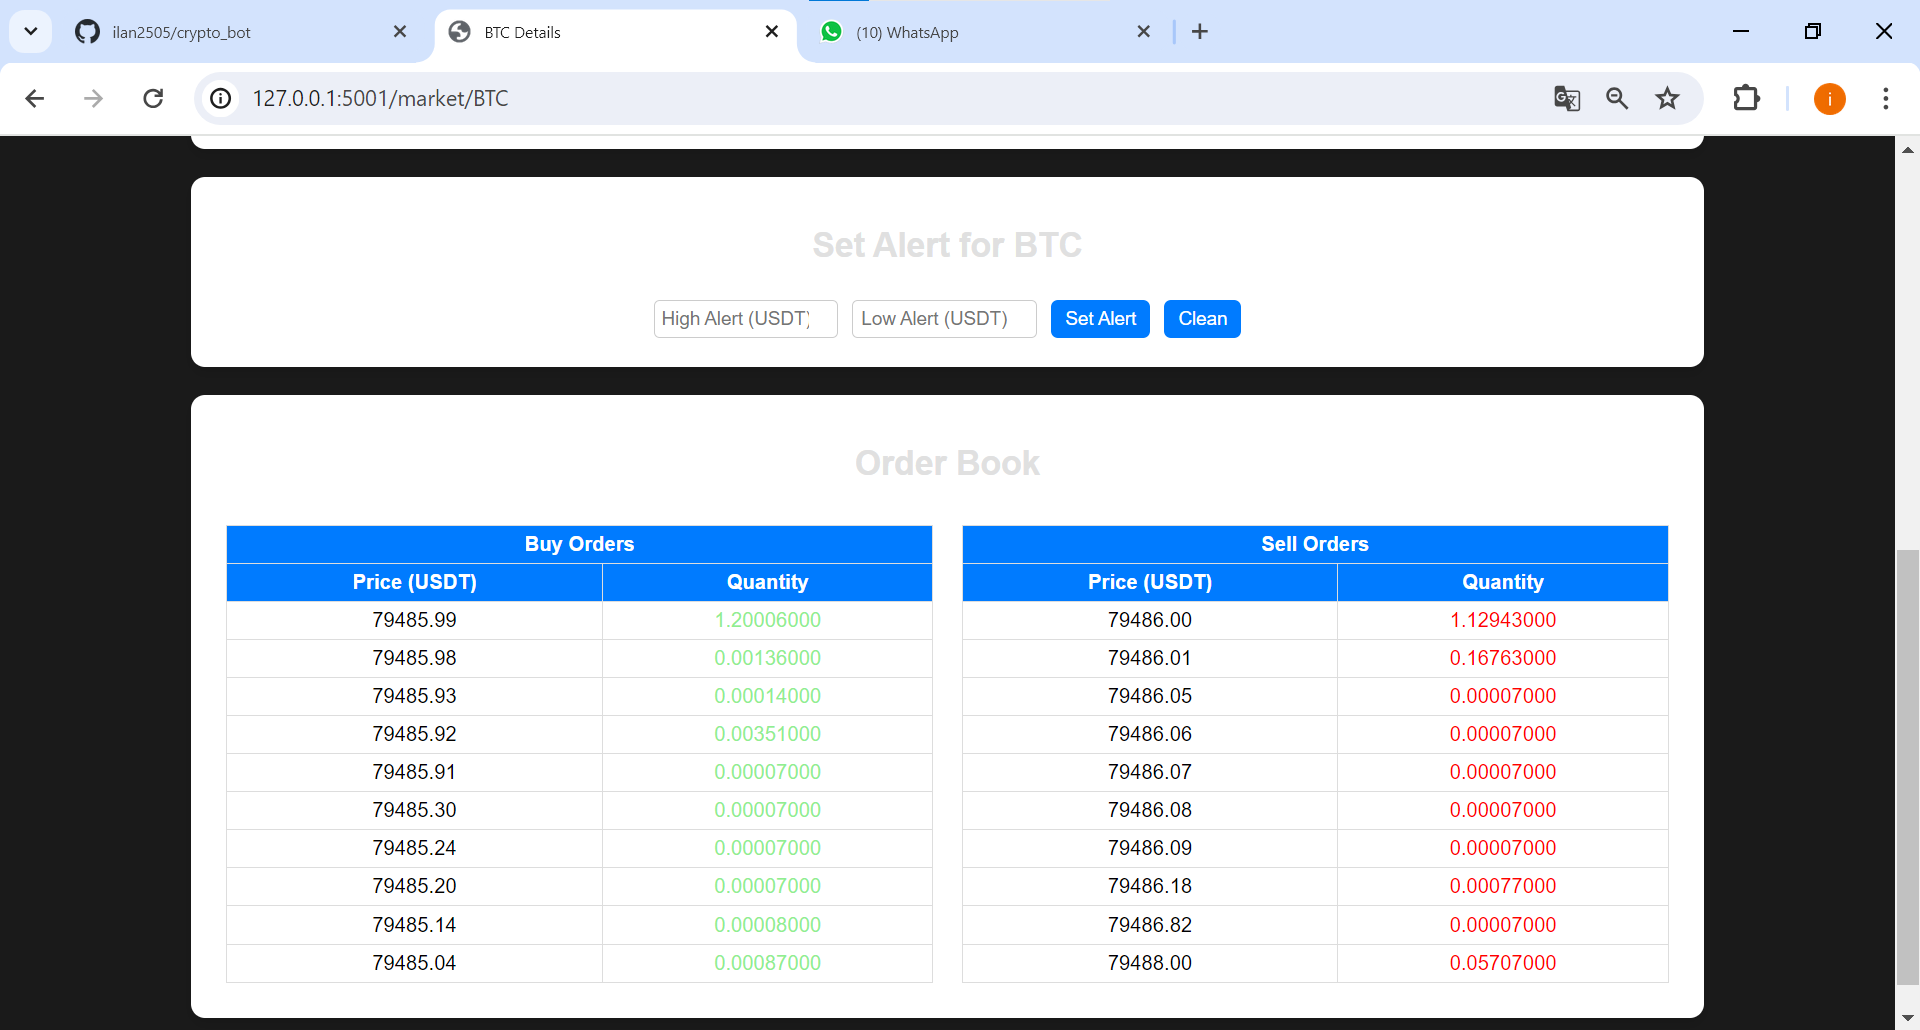 ilan2505/crypto_bot
BTC Details
(10) WhatsApp
127.0.0.1:5001/market/BTC
i
Set Alert for BTC
High Alert (USDT)
Low Alert (USDT)
Set Alert
Clean
Order Book
Buy Orders
Price (USDT) Quantity
79485.99 1.20006000
79485.98 0.00136000
79485.93 0.00014000
79485.92 0.00351000
79485.91 0.00007000
79485.30 0.00007000
79485.24 0.00007000
79485.20 0.00007000
79485.14 0.00008000
79485.04 0.00087000
Sell Orders
Price (USDT) Quantity
79486.00 1.12943000
79486.01 0.16763000
79486.05 0.00007000
79486.06 0.00007000
79486.07 0.00007000
79486.08 0.00007000
79486.09 0.00007000
79486.18 0.00077000
79486.82 0.00007000
79488.00 0.05707000